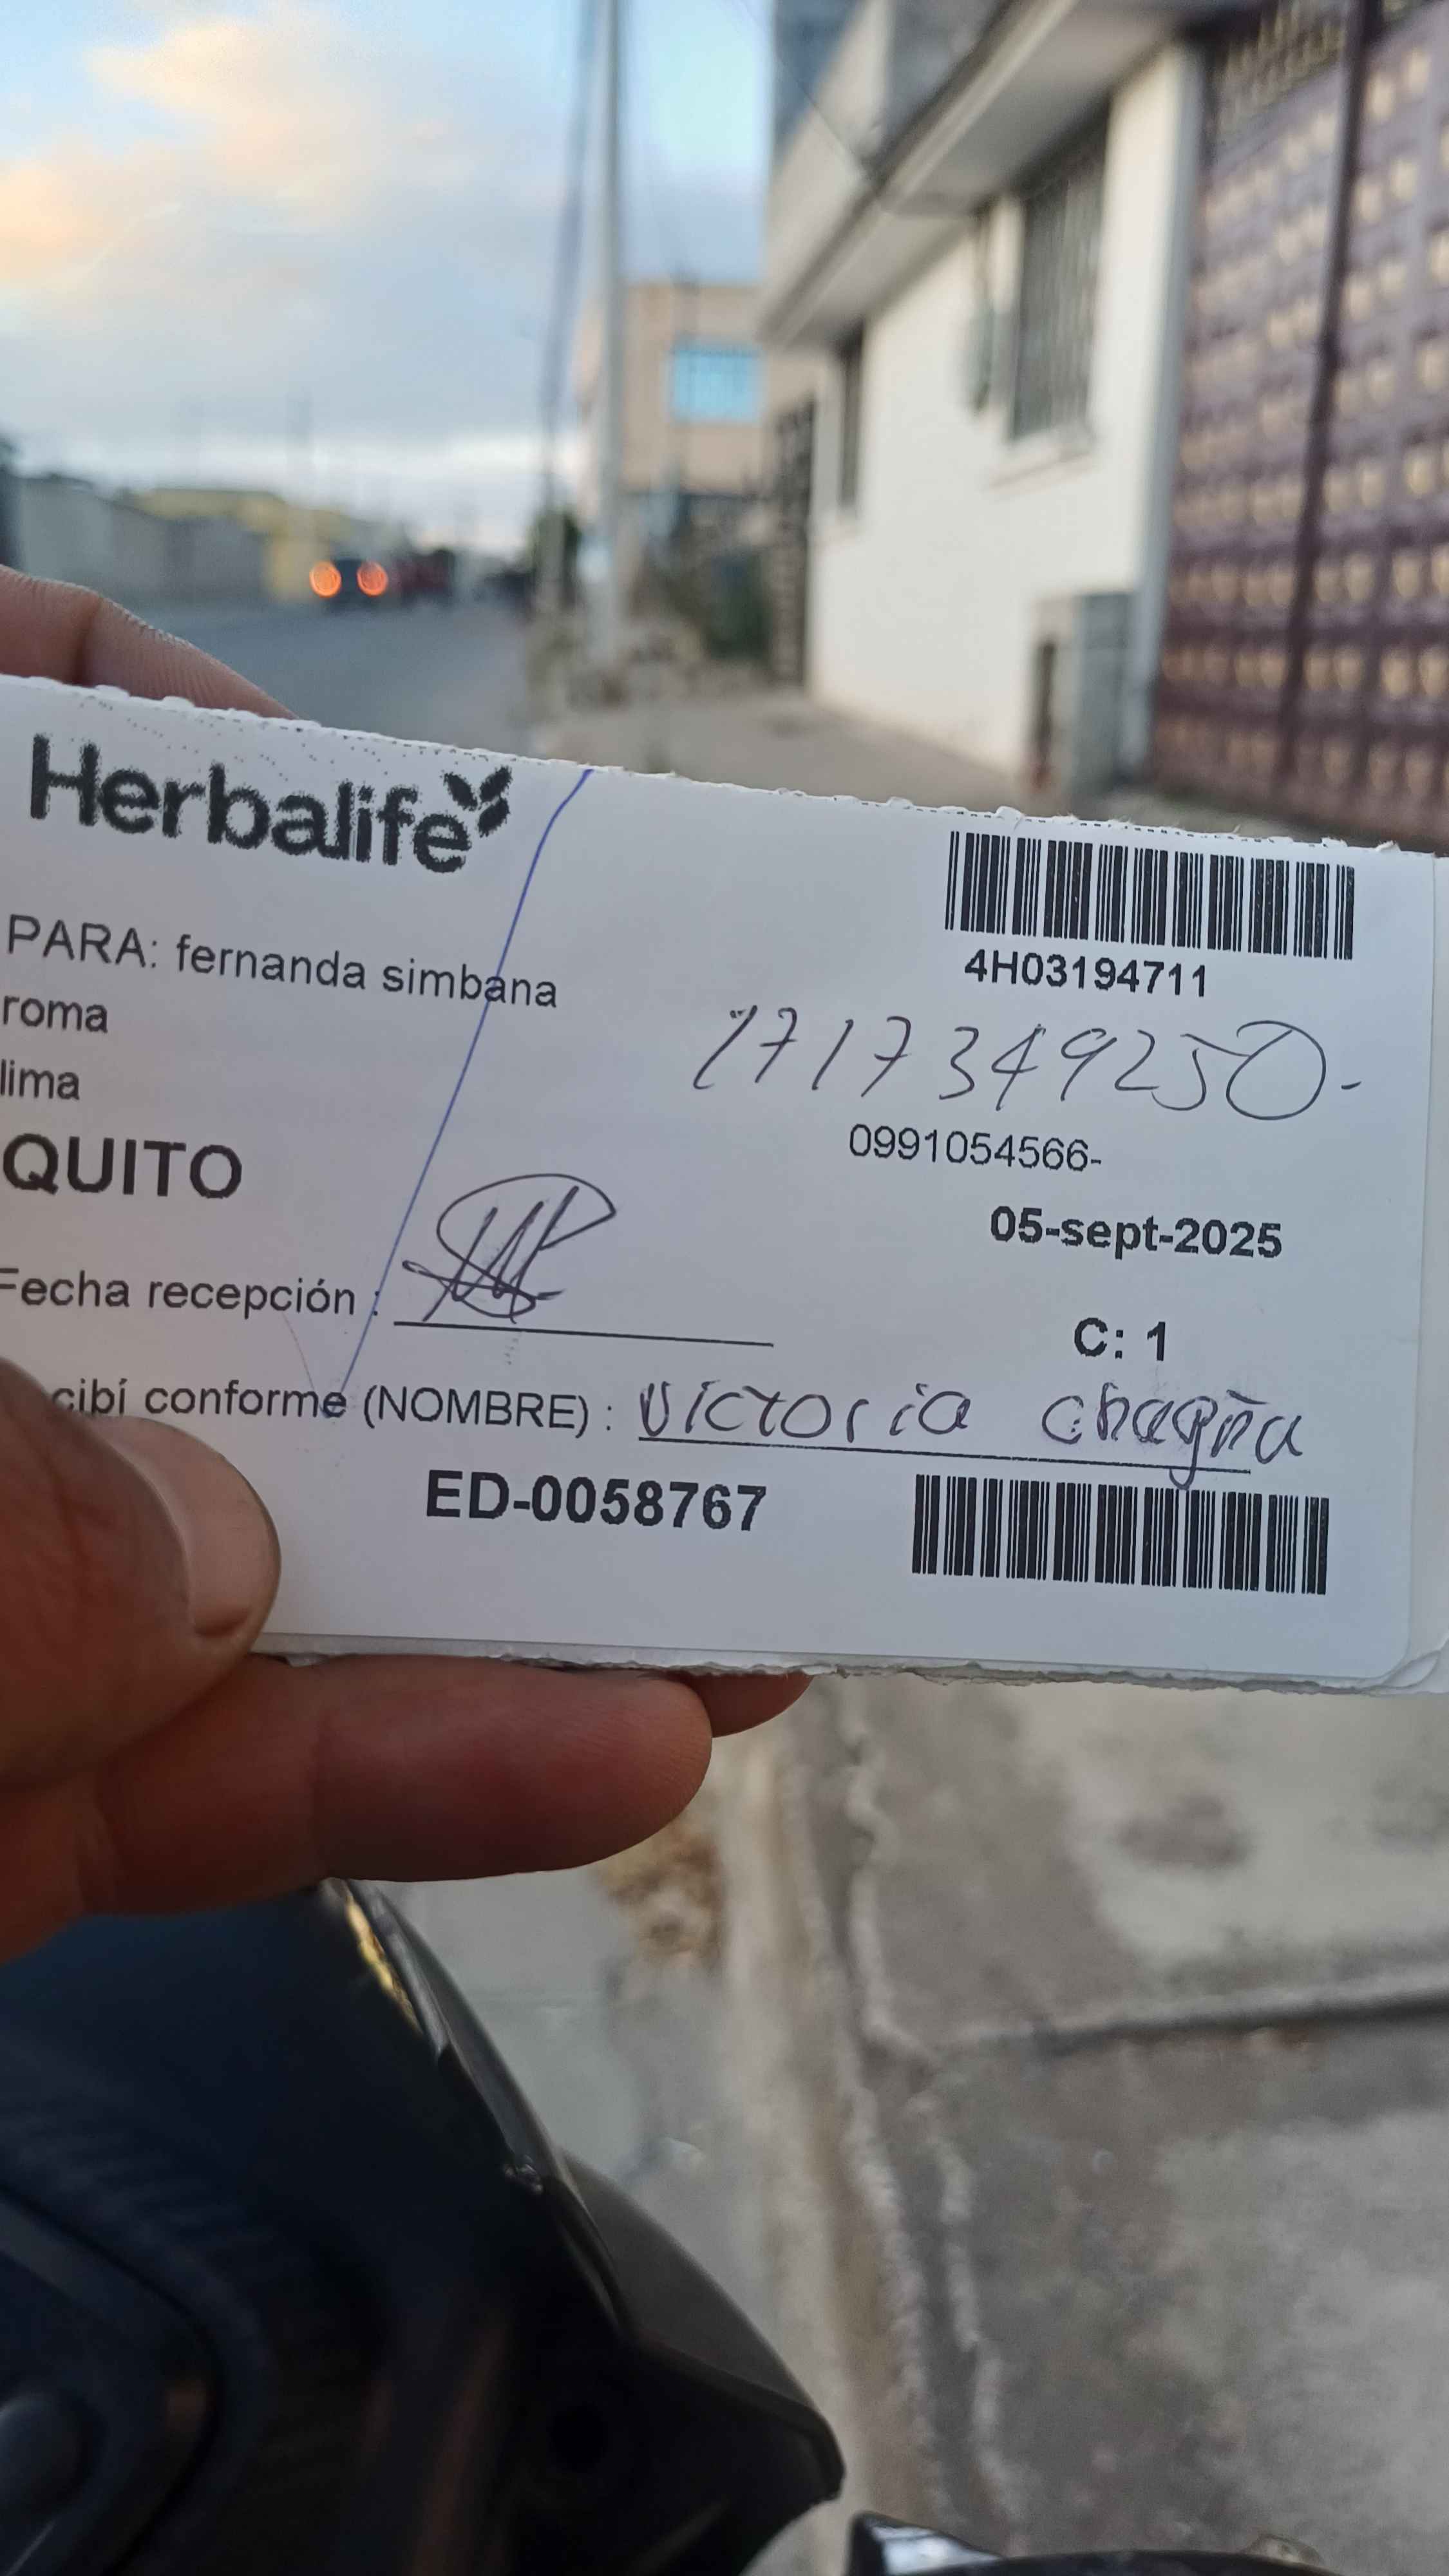 Herbalife
4H03194711
PARA: fernanda simbana
roma
1717349250-
lima
0991054566-
QUITO
05-sept-2025
Fecha recepción :
C: 1
cibí conforme (NOMBRE) : Victoria chagña
ED-0058767